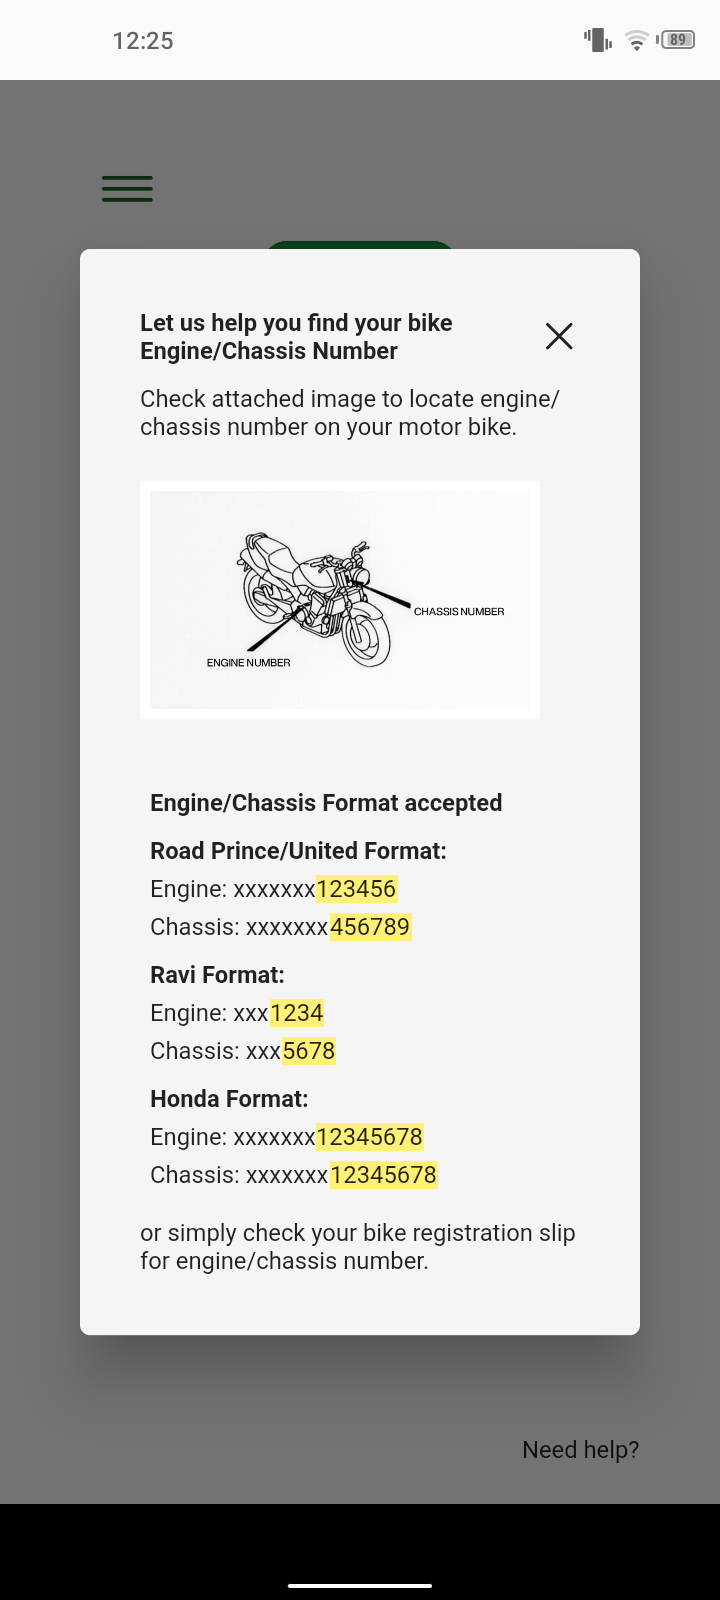 12:25
89
Let us help you find your bike
Engine/Chassis Number
Check attached image to locate engine/
chassis number on your motor bike.
CHASSIS NUMBER
ENGINE NUMBER
Engine/Chassis Format accepted
Road Prince/United Format:
Engine: xxxxxxx123456
Chassis: xxxxxxx456789
Ravi Format:
Engine: xxx1234
Chassis: xxx5678
Honda Format:
Engine: xxxxxxx12345678
Chassis: xxxxxxx12345678
or simply check your bike registration slip
for engine/chassis number.
Need help?